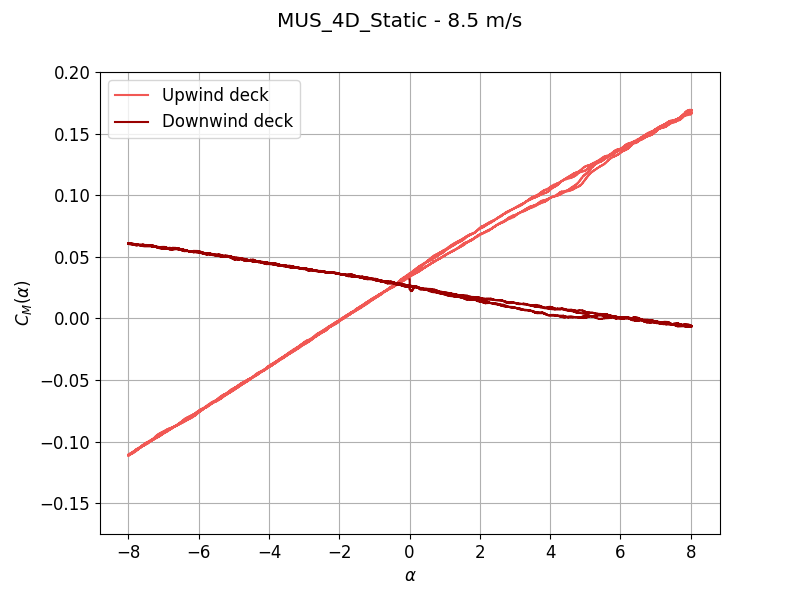 MUS_4D_Static - 8.5 m/s
Upwind deck
Downwind deck
0.20
0.15
0.10
0.05
0.00
−0.05
−0.10
−0.15
C_M(α)
−8 −6 −4 −2 0 2 4 6 8
α